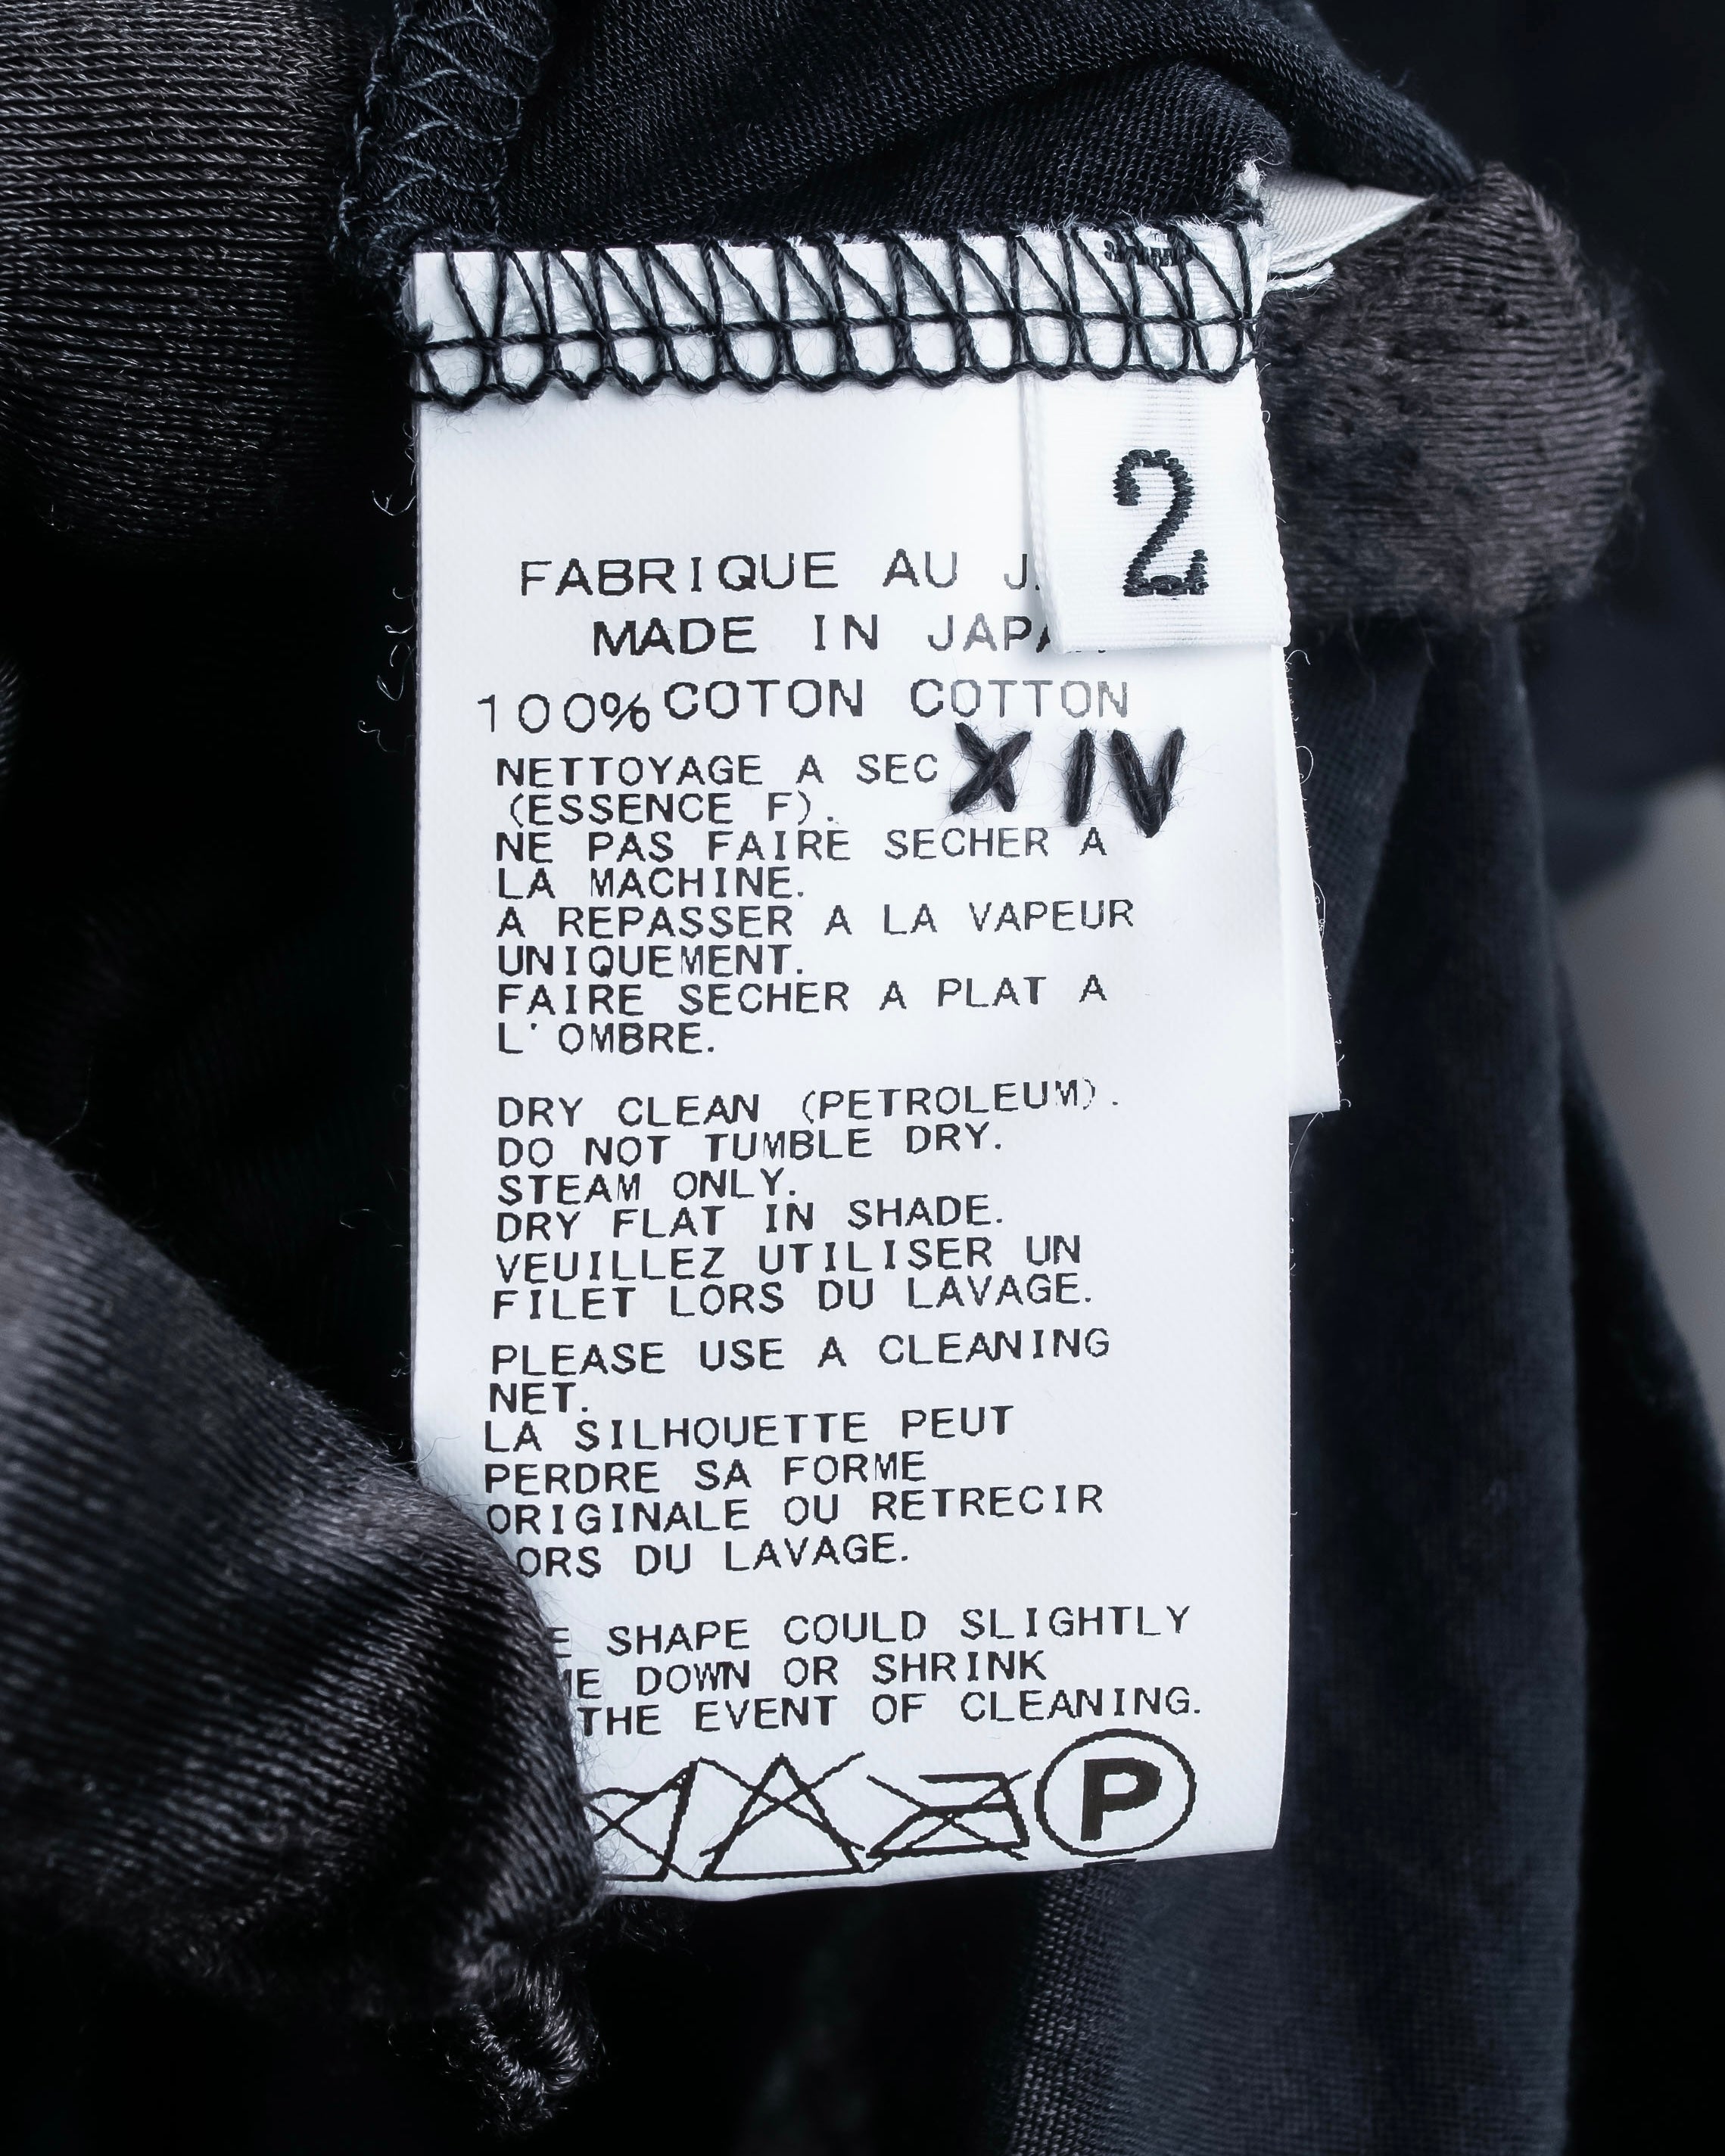 2
FABRIQUE AU
MADE IN
100% COTON COTTON
XIV
NETTOYAGE A SEC
(ESSENCE F).
NE PAS FAIRE SECHER A
LA MACHINE.
A REPASSER A LA VAPEUR
UNIQUEMENT.
FAIRE SECHER A PLAT A
L'OMBRE.
DRY CLEAN (PETROLEUM).
DO NOT TUMBLE DRY.
STEAM ONLY.
DRY FLAT IN SHADE.
VEUILLEZ UTILISER UN
FILET LORS DU LAVAGE.
PLEASE USE A CLEANING
NET.
LA SILHOUETTE PEUT
PERDRE SA FORME
ORIGINALE OU RETRECIR
DU LAVAGE.
SHAPE COULD SLIGHTLY
DOWN OR SHRINK
THE EVENT OF CLEANING.
P